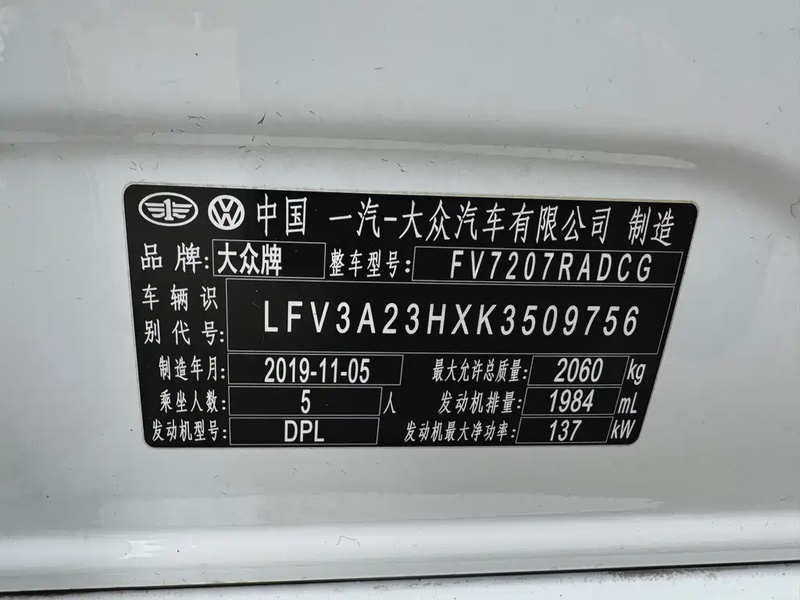 中国 一汽-大众汽车有限公司 制造
品牌: 大众牌 整车型号: FV7207RADCG
车辆识别代号: LFV3A23HXK3509756
制造年月: 2019-11-05 最大允许总质量: 2060 kg
乘坐人数: 5 人 发动机排量: 1984 mL
发动机型号: DPL 发动机最大净功率: 137 kW